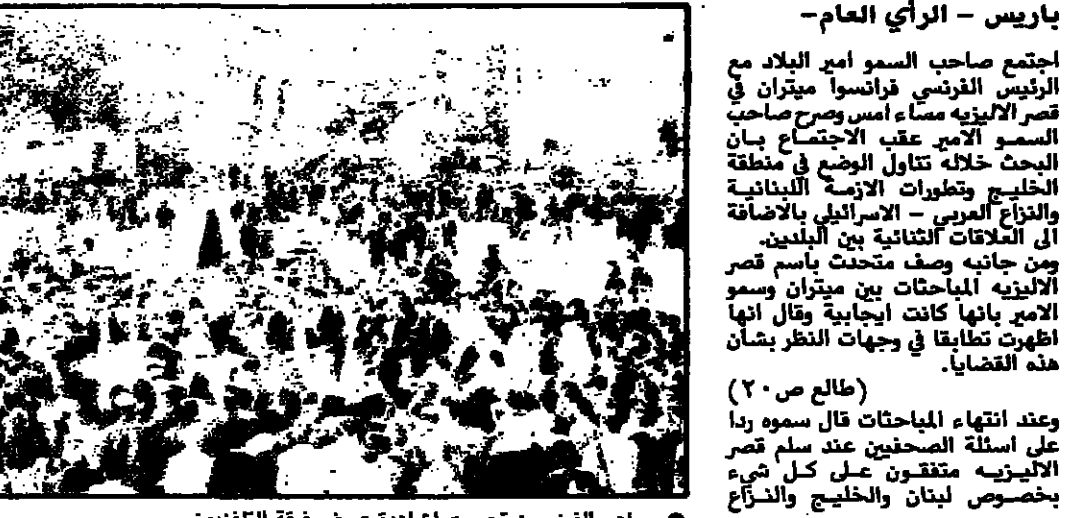 باريس – الرأي العام–
اجتمع صاحب السمو امير البلاد مع
الرئيس الفرنسي فرانسوا ميتران في
قصر الاليزيه مساء امس وصرح صاحب
السمو الامير عقب الاجتماع بان
البحث خلاله تناول الوضع في منطقة
الخليج وتطورات الازمة اللبنانية
والنزاع العربي – الاسرائيلي بالاضافة
الى العلاقات الثنائية بين البلدين.
ومن جانبه وصف متحدث باسم قصر
الاليزيه المباحثات بين ميتران وسمو
الامير بانها كانت ايجابية وقال انها
اظهرت تطابقا في وجهات النظر بشأن
هذه القضايا.
(طالع ص ٢٠)
وعند انتهاء المباحثات قال سموه ردا
على اسئلة الصحفيين عند سلم قصر
الاليزيه متفقون على كل شيء
بخصوص لبنان والخليج والنزاع